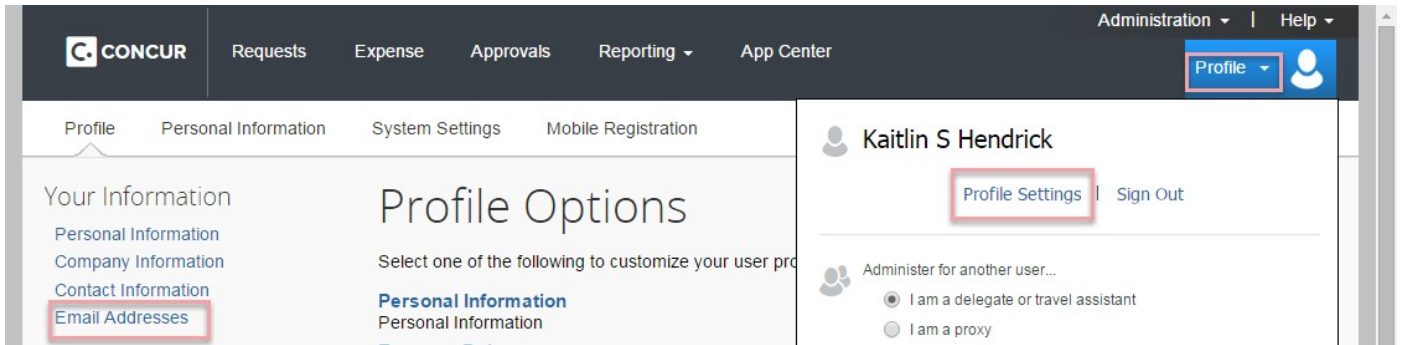 Administration | Help
C. CONCUR Requests Expense Approvals Reporting App Center
Profile
Profile Personal Information System Settings Mobile Registration
Kaitlin S Hendrick
Profile Settings | Sign Out
Administer for another user...
I am a delegate or travel assistant
I am a proxy
Your Information
Personal Information
Company Information
Contact Information
Email Addresses
Profile Options
Select one of the following to customize your user pro
Personal Information
Personal Information